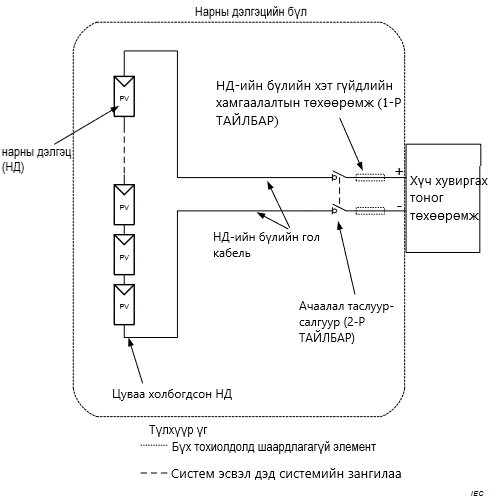 Нарны дэлгэцийн бүл
НД-ийн бүлийн хэт гүйдлийн
хамгаалалтын төхөөрөмж (1-Р
ТАЙЛБАР)
PV
нарны дэлгэц
(НД)
+
Хүч хувиргах
тоног
төхөөрөмж
-
PV
НД-ийн бүлийн гол
кабель
PV
PV
Ачаалал таслуур-
салгуур (2-Р
ТАЙЛБАР)
Цуваа холбогдсон НД
Түлхүүр үг
Бүх тохиолдолд шаардлагагүй элемент
Систем эсвэл дэд системийн зангилаа
IEC